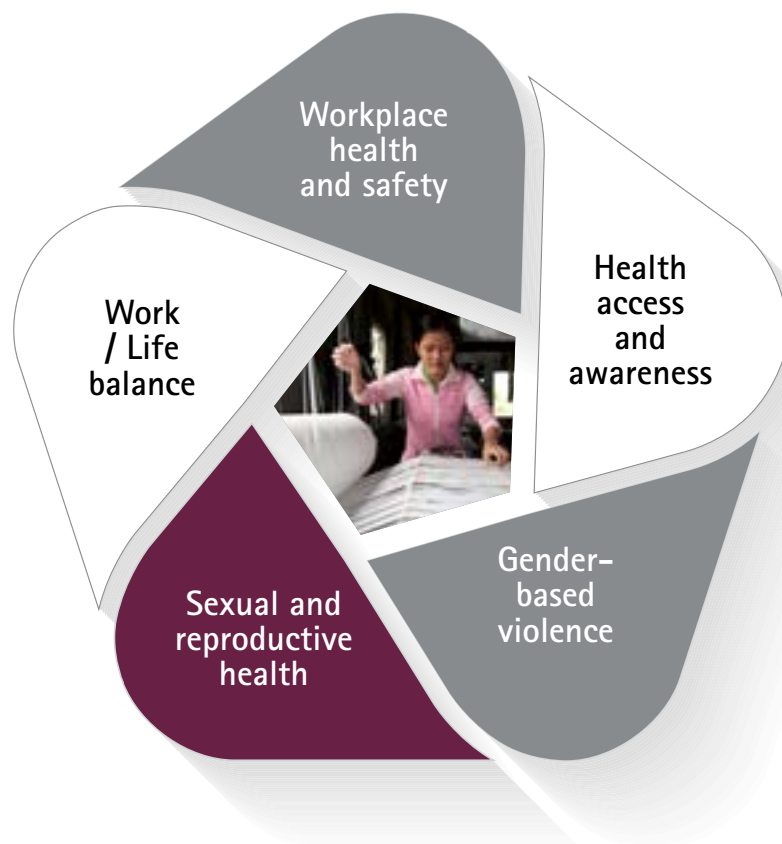 Workplace
health
and safety
Health
access
and
awareness
Gender-
based
violence
Sexual and
reproductive
health
Work
/ Life
balance